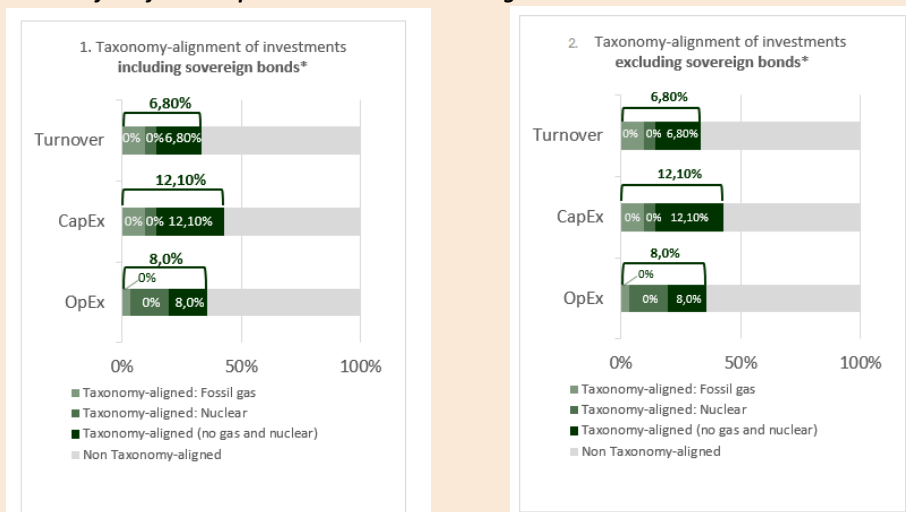 1. Taxonomy-alignment of investments
including sovereign bonds*
6,80%
Turnover
0% 0% 6,80%
12,10%
CapEx
0% 0% 12,10%
8,0%
0%
OpEx
0% 8,0%
0% 50% 100%
Taxonomy-aligned: Fossil gas
Taxonomy-aligned: Nuclear
Taxonomy-aligned (no gas and nuclear)
Non Taxonomy-aligned
2. Taxonomy-alignment of investments
excluding sovereign bonds*
6,80%
Turnover
0% 0% 6,80%
12,10%
CapEx
0% 0% 12,10%
8,0%
0%
OpEx
0% 8,0%
0% 50% 100%
Taxonomy-aligned: Fossil gas
Taxonomy-aligned: Nuclear
Taxonomy-aligned (no gas and nuclear)
Non Taxonomy-aligned